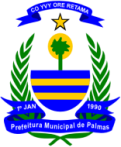 CO YVY ORE RETAMA
1º JAN 1990
Prefeitura Municipal de Palmas